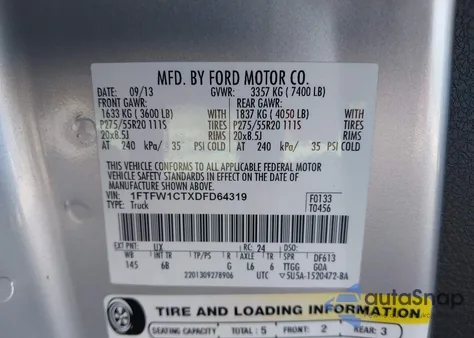 MFD. BY FORD MOTOR CO.
DATE: 09/13 GVWR: 3357 KG ( 7400 LB)
FRONT GAWR: REAR GAWR:
1633 KG ( 3600 LB) WITH 1837 KG ( 4050 LB) WITH
P275/55R20 111S TIRES P275/55R20 111S TIRES
20x8.5J RIMS 20x8.5J RIMS
AT 240 kPa/ 35 PSI COLD AT 240 kPa/ 35 PSI COLD
THIS VEHICLE CONFORMS TO ALL APPLICABLE FEDERAL MOTOR
VEHICLE SAFETY STANDARDS IN EFFECT ON THE DATE OF
MANUFACTURE SHOWN ABOVE.
VIN: 1FTFW1CTXDFD64319 F0133
TYPE: Truck T0456
EXT PNT: UX RC: 24 DSO:
WB INT TR TP/PS R AXLE TR SPR DF613
145 6B G L6 6 TTGG GOA
2201309278906 UTC 5U5A-1520472-BA
autoSnap
TIRE AND LOADING INFORMATION
SEATING CAPACITY TOTAL : 5 FRONT: 2 REAR: 3